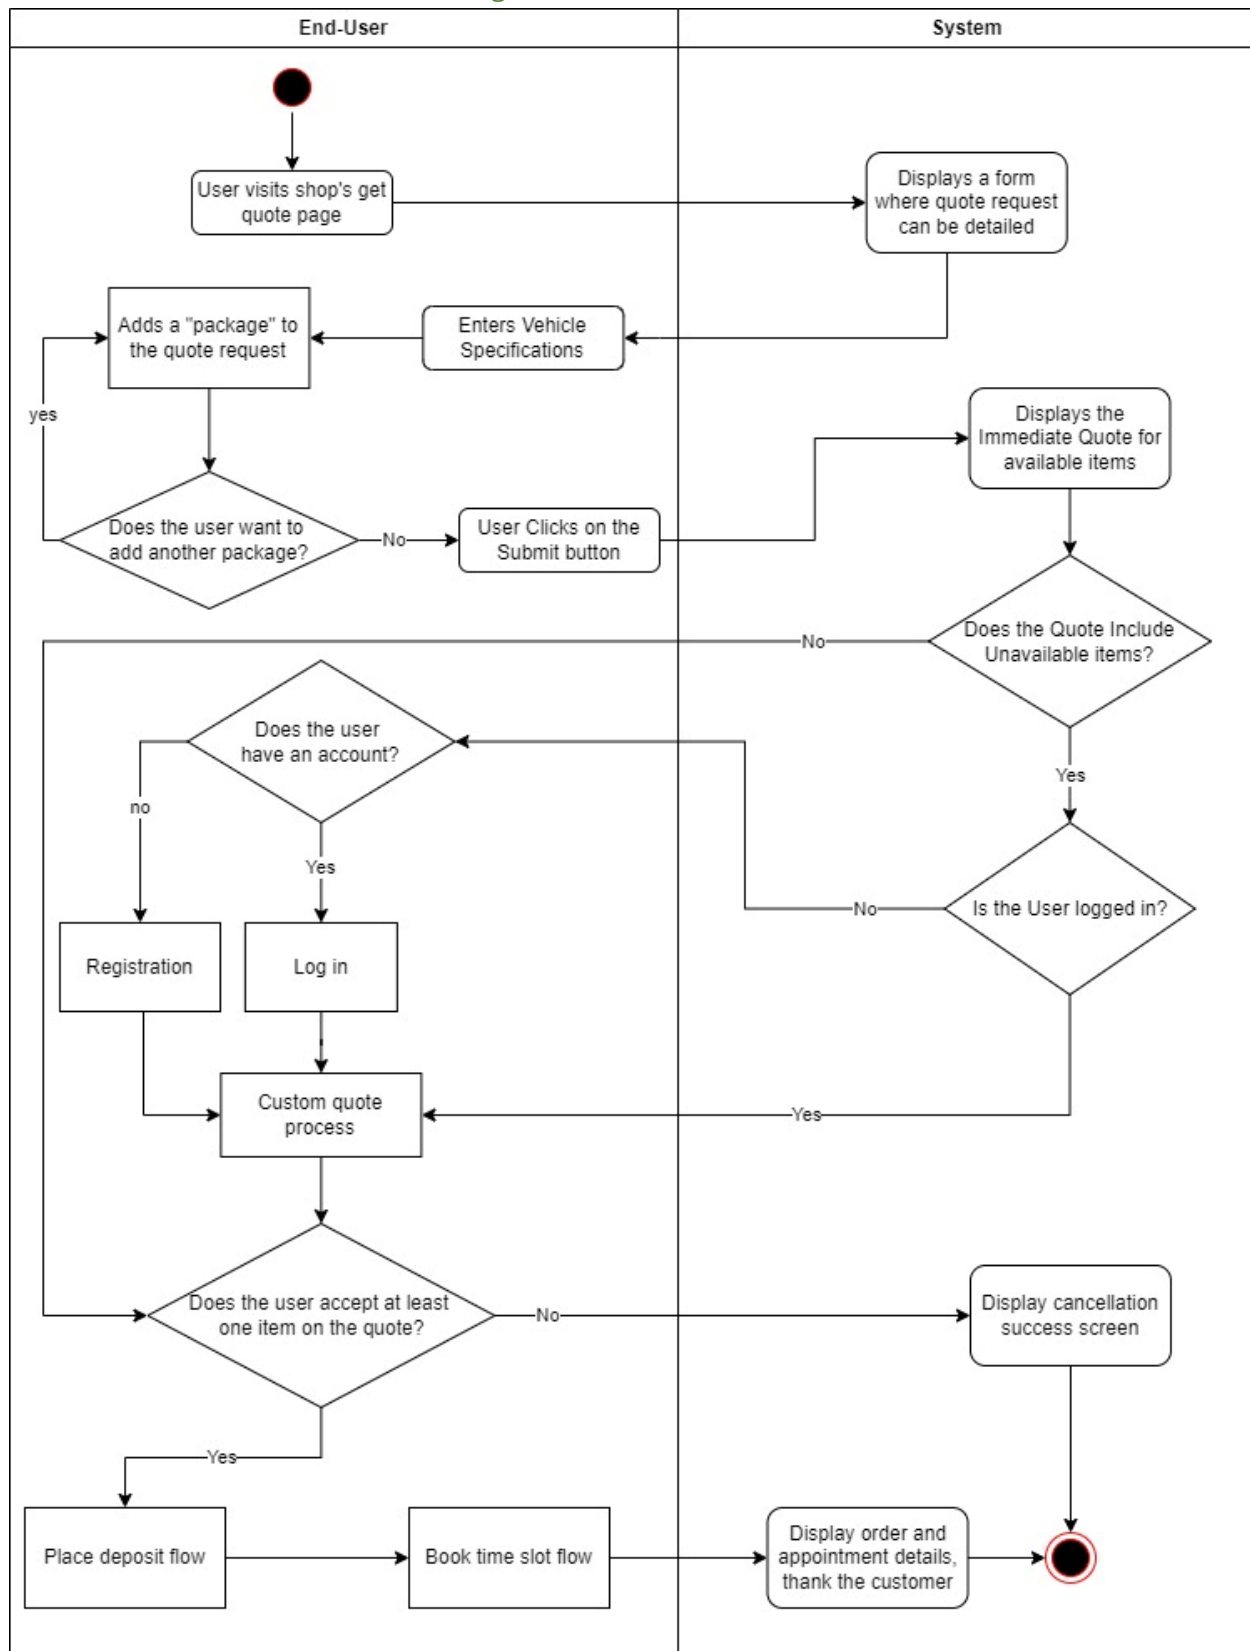 End-User
System
User visits shop's get
quote page
Displays a form
where quote request
can be detailed
Adds a "package" to
the quote request
Enters Vehicle
Specifications
yes
Does the user want to
add another package?
No
User Clicks on the
Submit button
Displays the
Immediate Quote for
available items
Does the Quote Include
Unavailable items?
No
Yes
Does the user
have an account?
no
Yes
Is the User logged in?
No
Registration
Log in
Custom quote
process
Yes
Does the user accept at least
one item on the quote?
No
Display cancellation
success screen
Yes
Place deposit flow
Book time slot flow
Display order and
appointment details,
thank the customer